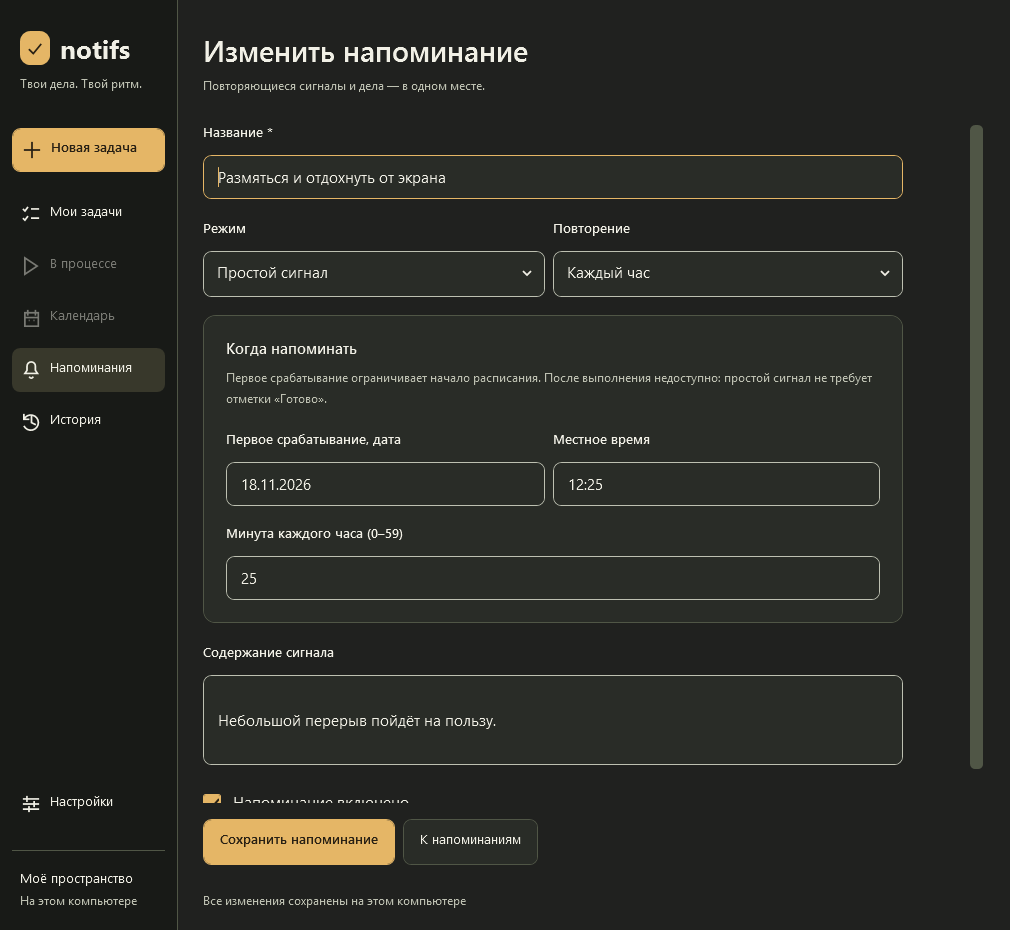 notifs
Твои дела. Твой ритм.
Новая задача
Мои задачи
В процессе
Календарь
Напоминания
История
Настройки
Моё пространство
На этом компьютере
Изменить напоминание
Повторяющиеся сигналы и дела — в одном месте.
Название *
Размяться и отдохнуть от экрана
Режим
Повторение
Простой сигнал
Каждый час
Когда напоминать
Первое срабатывание ограничивает начало расписания. После выполнения недоступно: простой сигнал не требует
отметки «Готово».
Первое срабатывание, дата
Местное время
18.11.2026
12:25
Минута каждого часа (0–59)
25
Содержание сигнала
Небольшой перерыв пойдёт на пользу.
Напоминание включено
Сохранить напоминание
К напоминаниям
Все изменения сохранены на этом компьютере